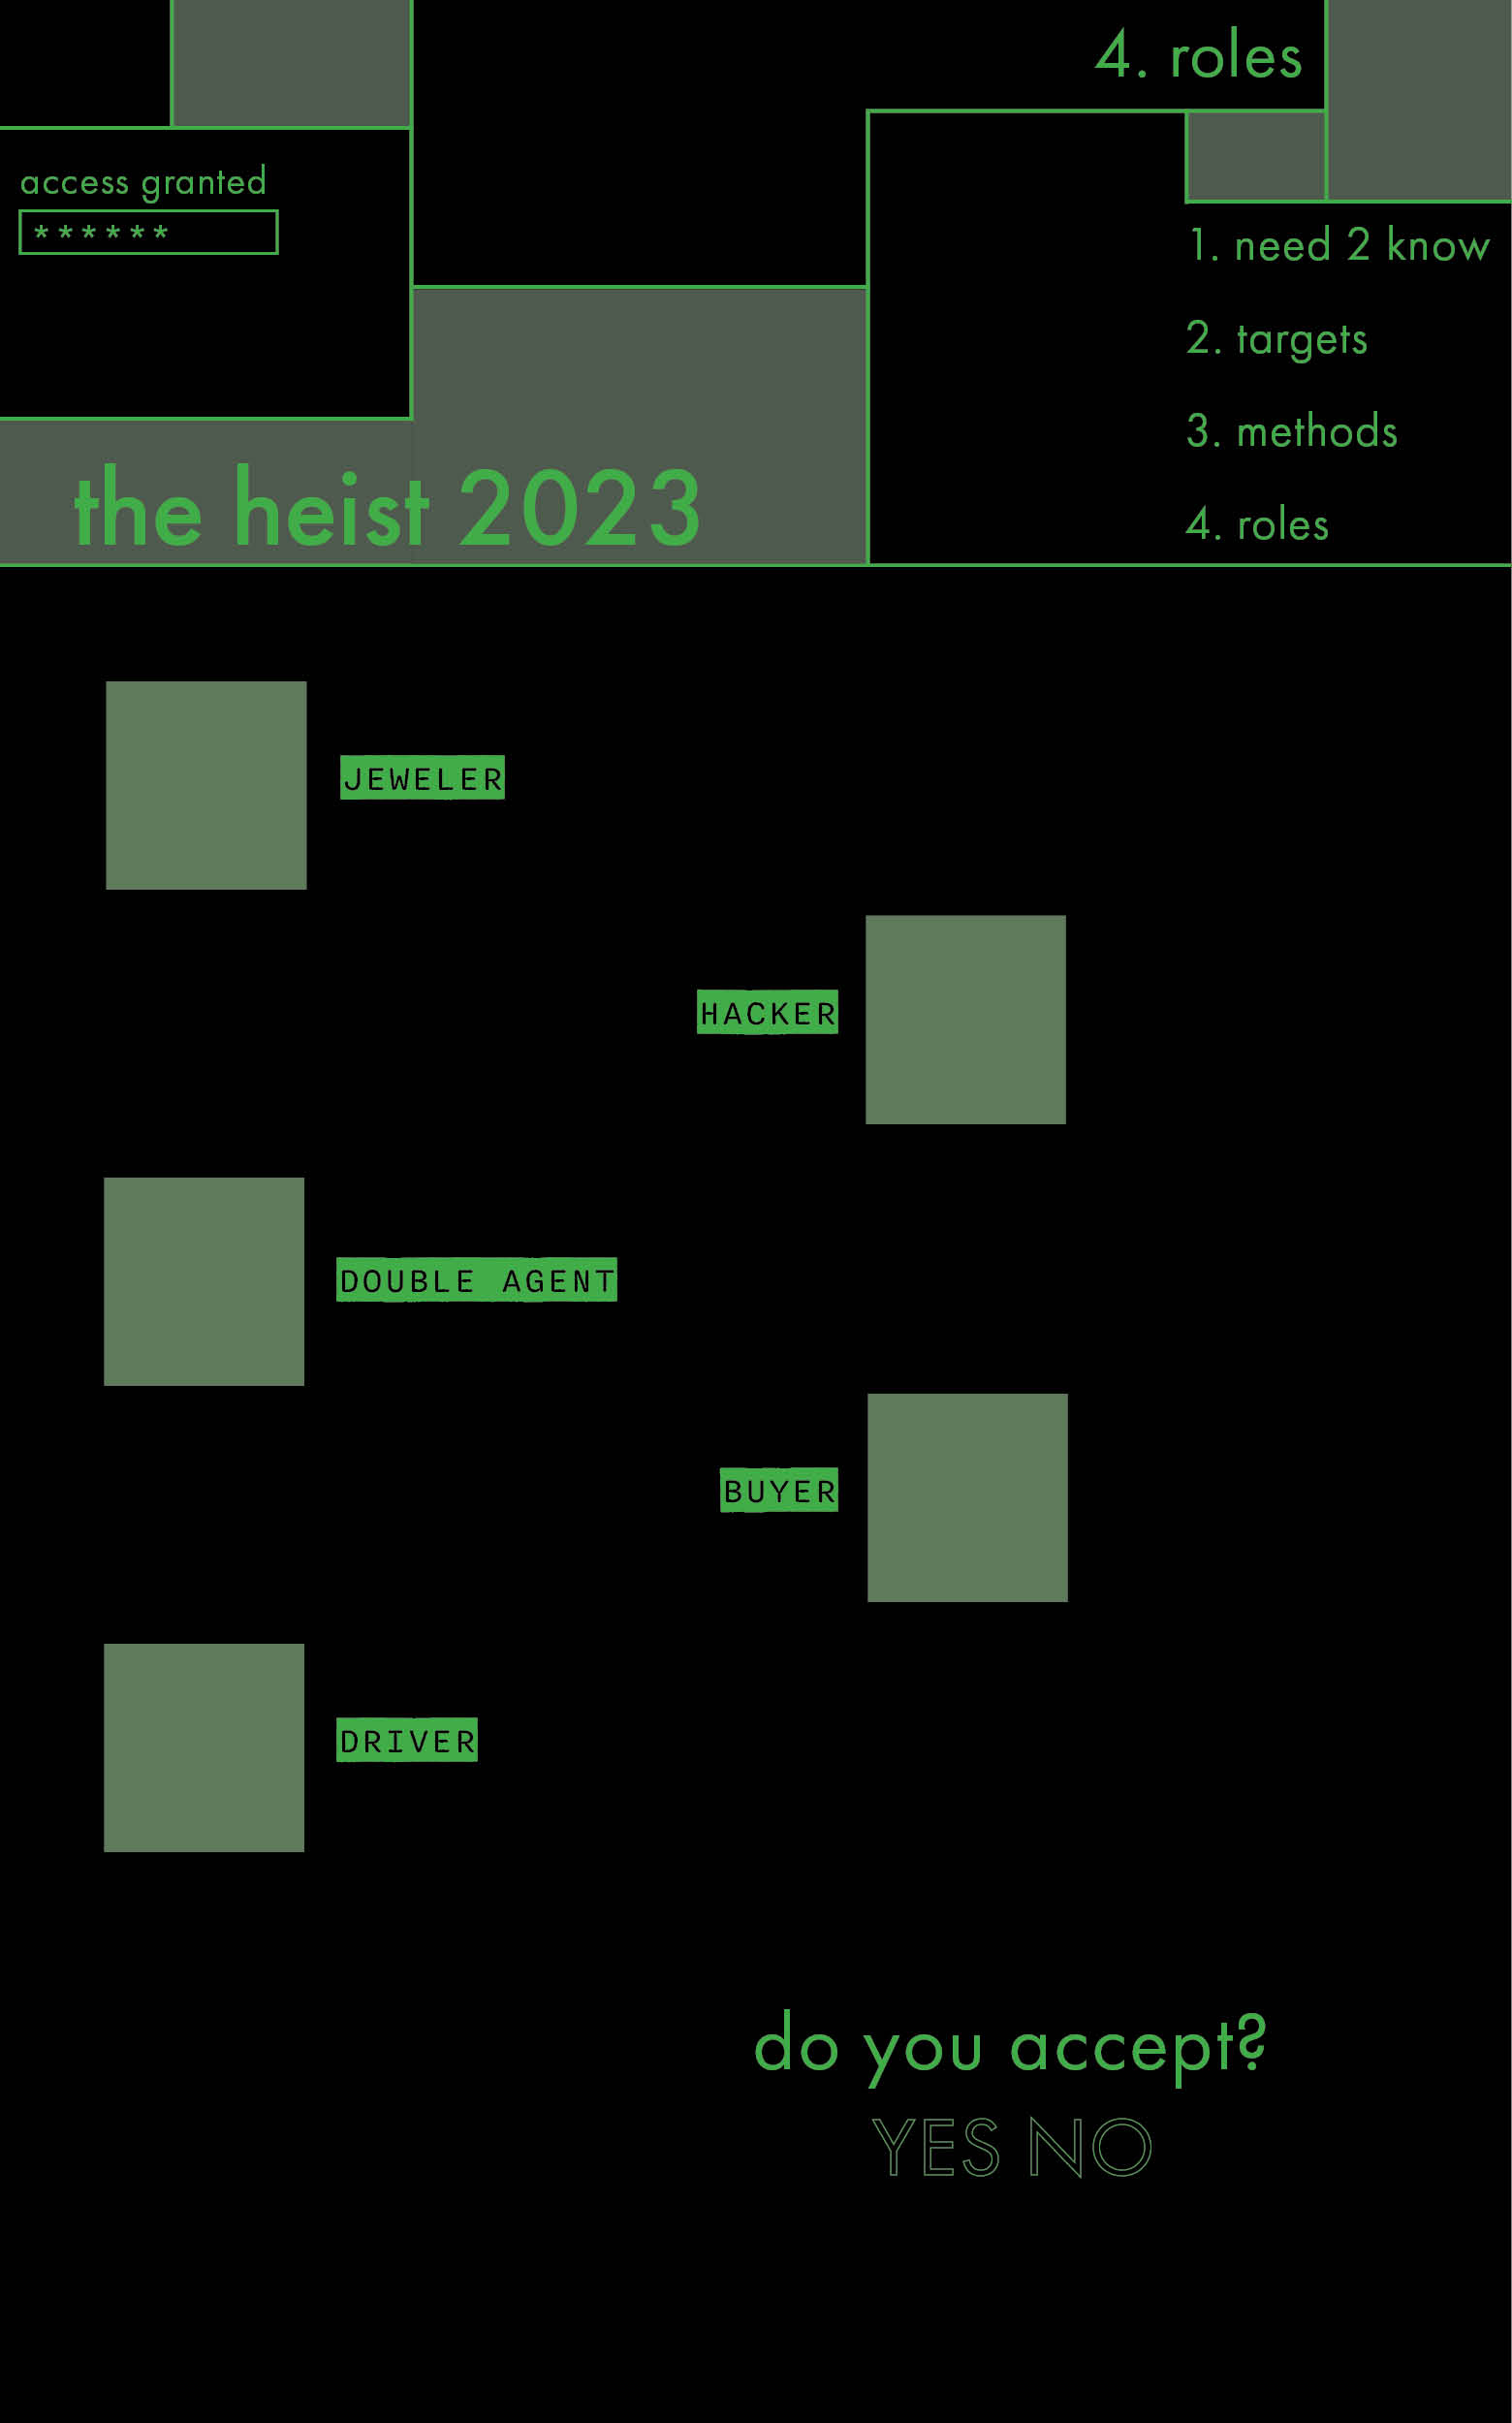 4. roles
access granted
******
1. need 2 know
2. targets
3. methods
4. roles
the heist 2023
JEWELER
HACKER
DOUBLE AGENT
BUYER
DRIVER
do you accept?
YES NO